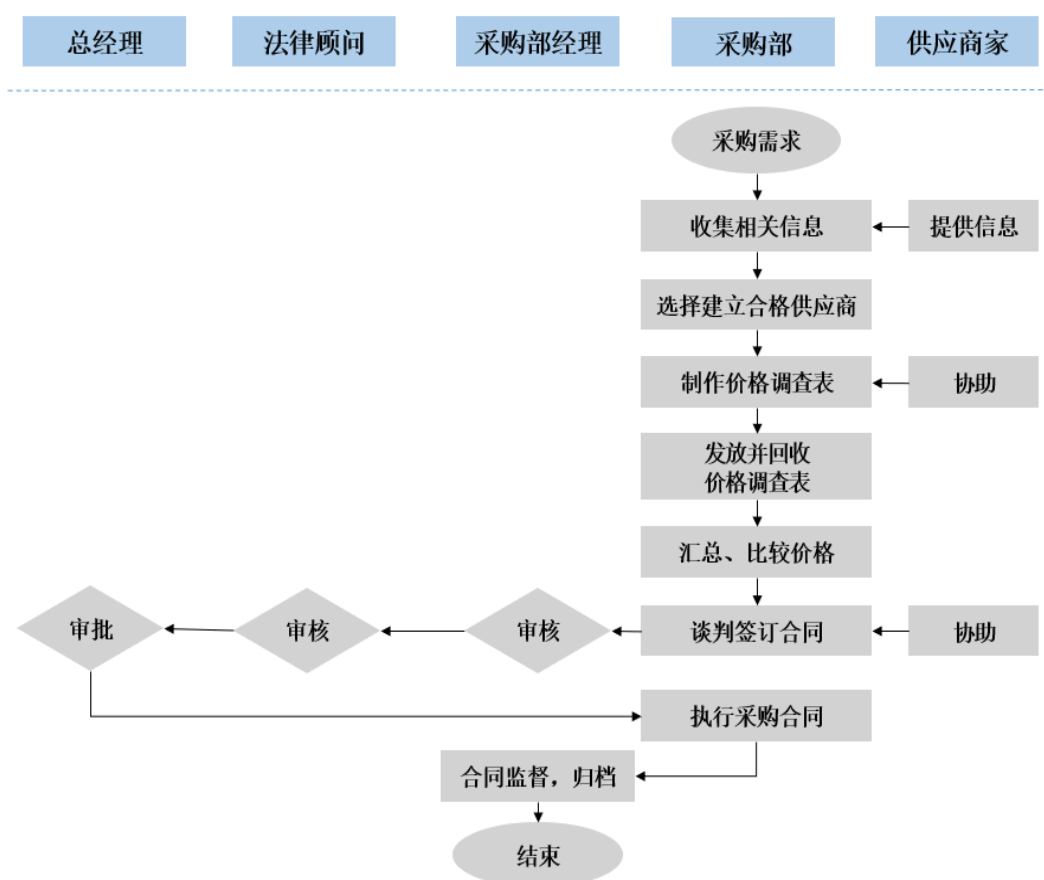 总经理
法律顾问
采购部经理
采购部
供应商家
采购需求
收集相关信息
提供信息
选择建立合格供应商
制作价格调查表
协助
发放并回收
价格调查表
汇总、比较价格
审批
审核
审核
谈判签订合同
协助
执行采购合同
合同监督，归档
结束